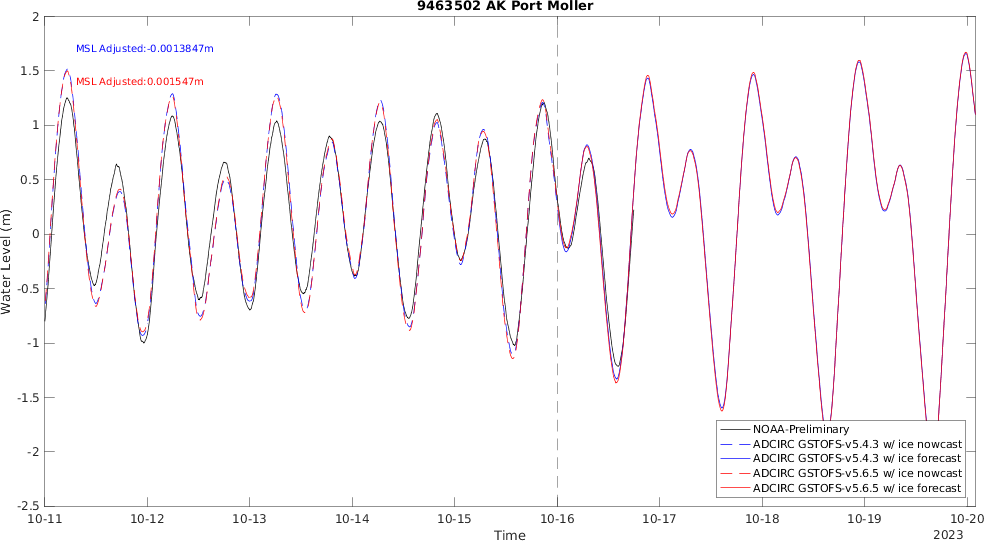 9463502 AK Port Moller
MSL Adjusted:-0.0013847m
MSL Adjusted:0.001547m
Water Level (m)
2
1.5
1
0.5
0
-0.5
-1
-1.5
-2
-2.5
NOAA-Preliminary
ADCIRC GSTOFS-v5.4.3 w/ ice nowcast
ADCIRC GSTOFS-v5.4.3 w/ ice forecast
ADCIRC GSTOFS-v5.6.5 w/ ice nowcast
ADCIRC GSTOFS-v5.6.5 w/ ice forecast
10-11 10-12 10-13 10-14 10-15 10-16 10-17 10-18 10-19 10-20
Time
2023